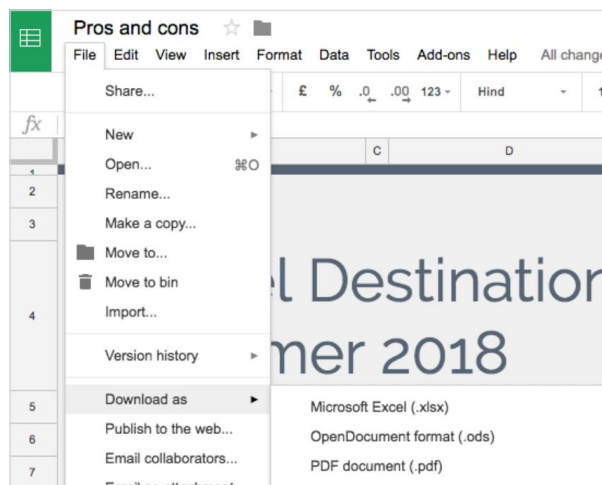 Pros and cons
File Edit View Insert Format Data Tools Add-ons Help All change
Share... £ % .0 .00 123 Hind 1
fx
New
C D
Open... ⌘O
1
2 Rename...
3 Make a copy...
Move to...
Move to bin
l Destination
4 Import...
Version history
mer 2018
5 Download as Microsoft Excel (.xlsx)
6 Publish to the web... OpenDocument format (.ods)
7 Email collaborators... PDF document (.pdf)